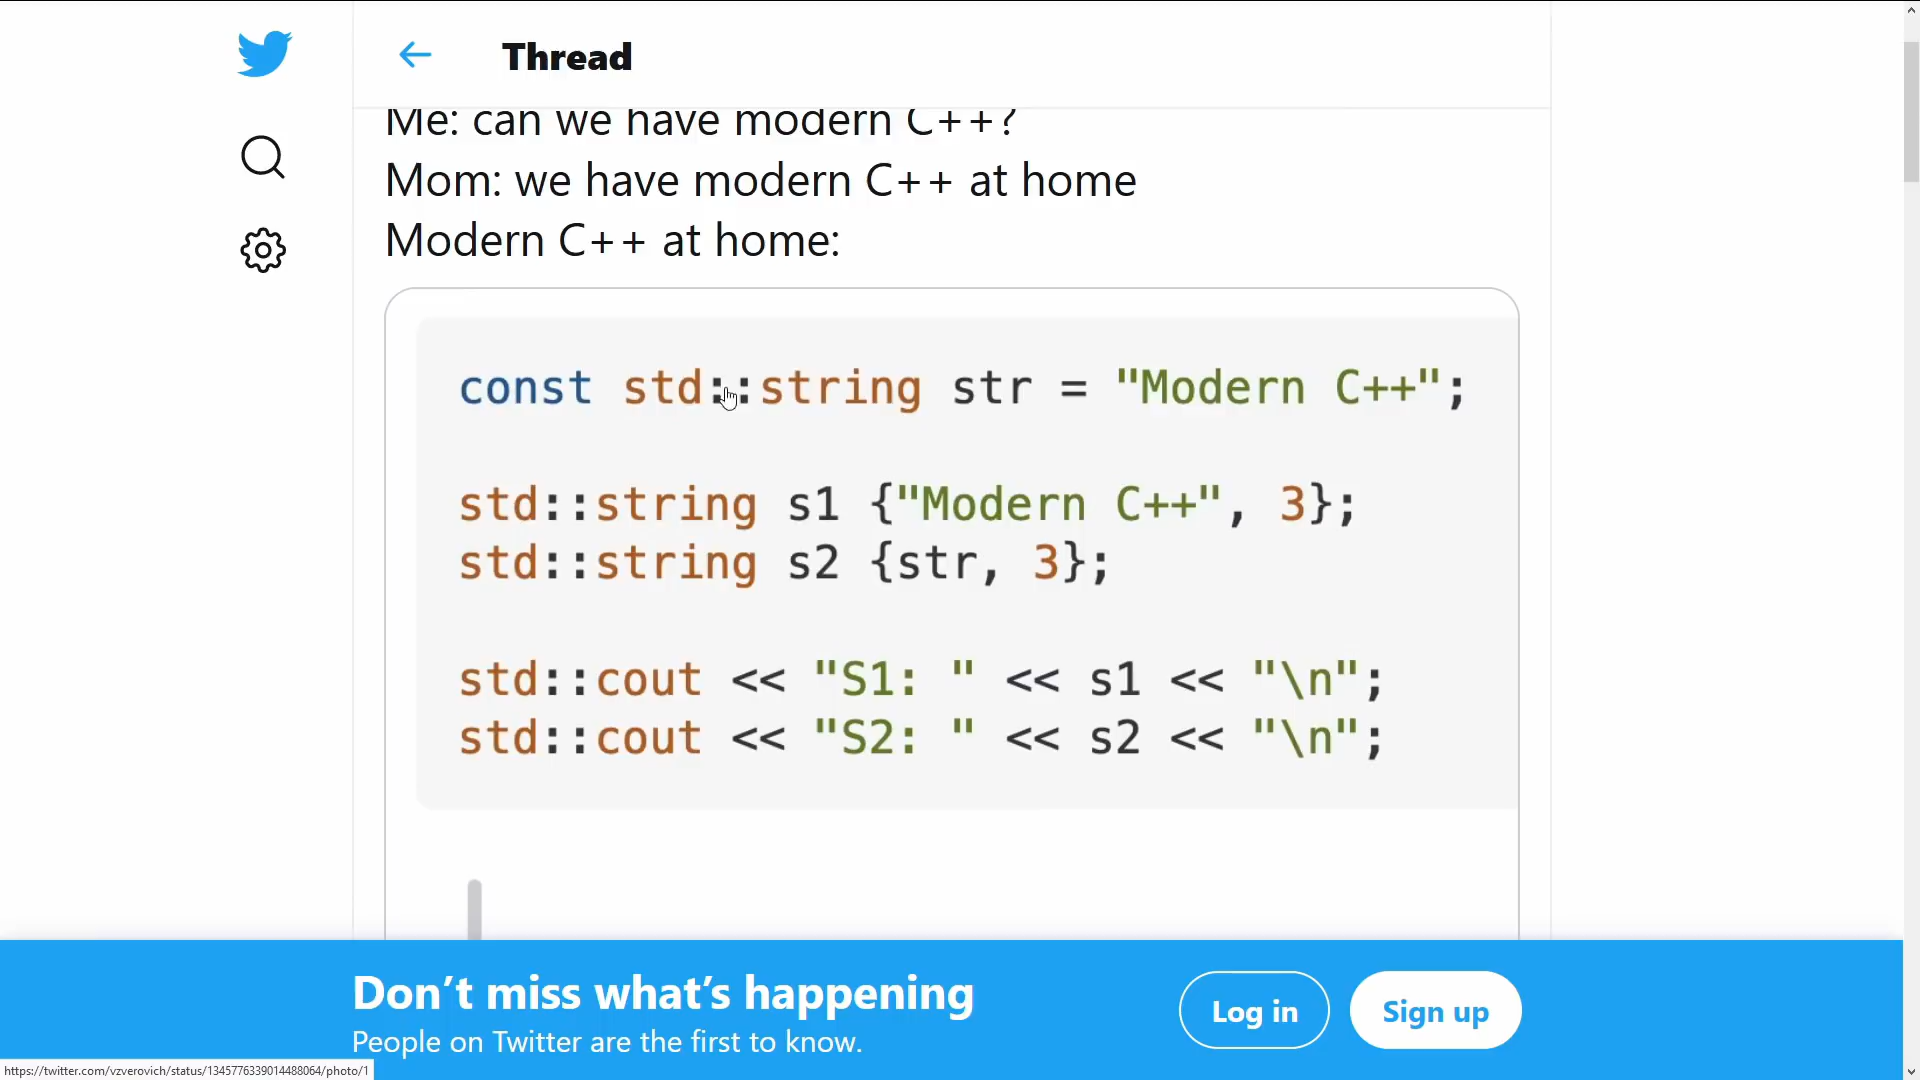 Thread
Me: can we have modern C++?
Mom: we have modern C++ at home
Modern C++ at home:
const std::string str = "Modern C++";
std::string s1 {"Modern C++", 3};
std::string s2 {str, 3};
std::cout << "S1: " << s1 << "\n";
std::cout << "S2: " << s2 << "\n";
Don’t miss what’s happening
People on Twitter are the first to know.
Log in
Sign up
https://twitter.com/vzverovich/status/1345776339014488064/photo/1